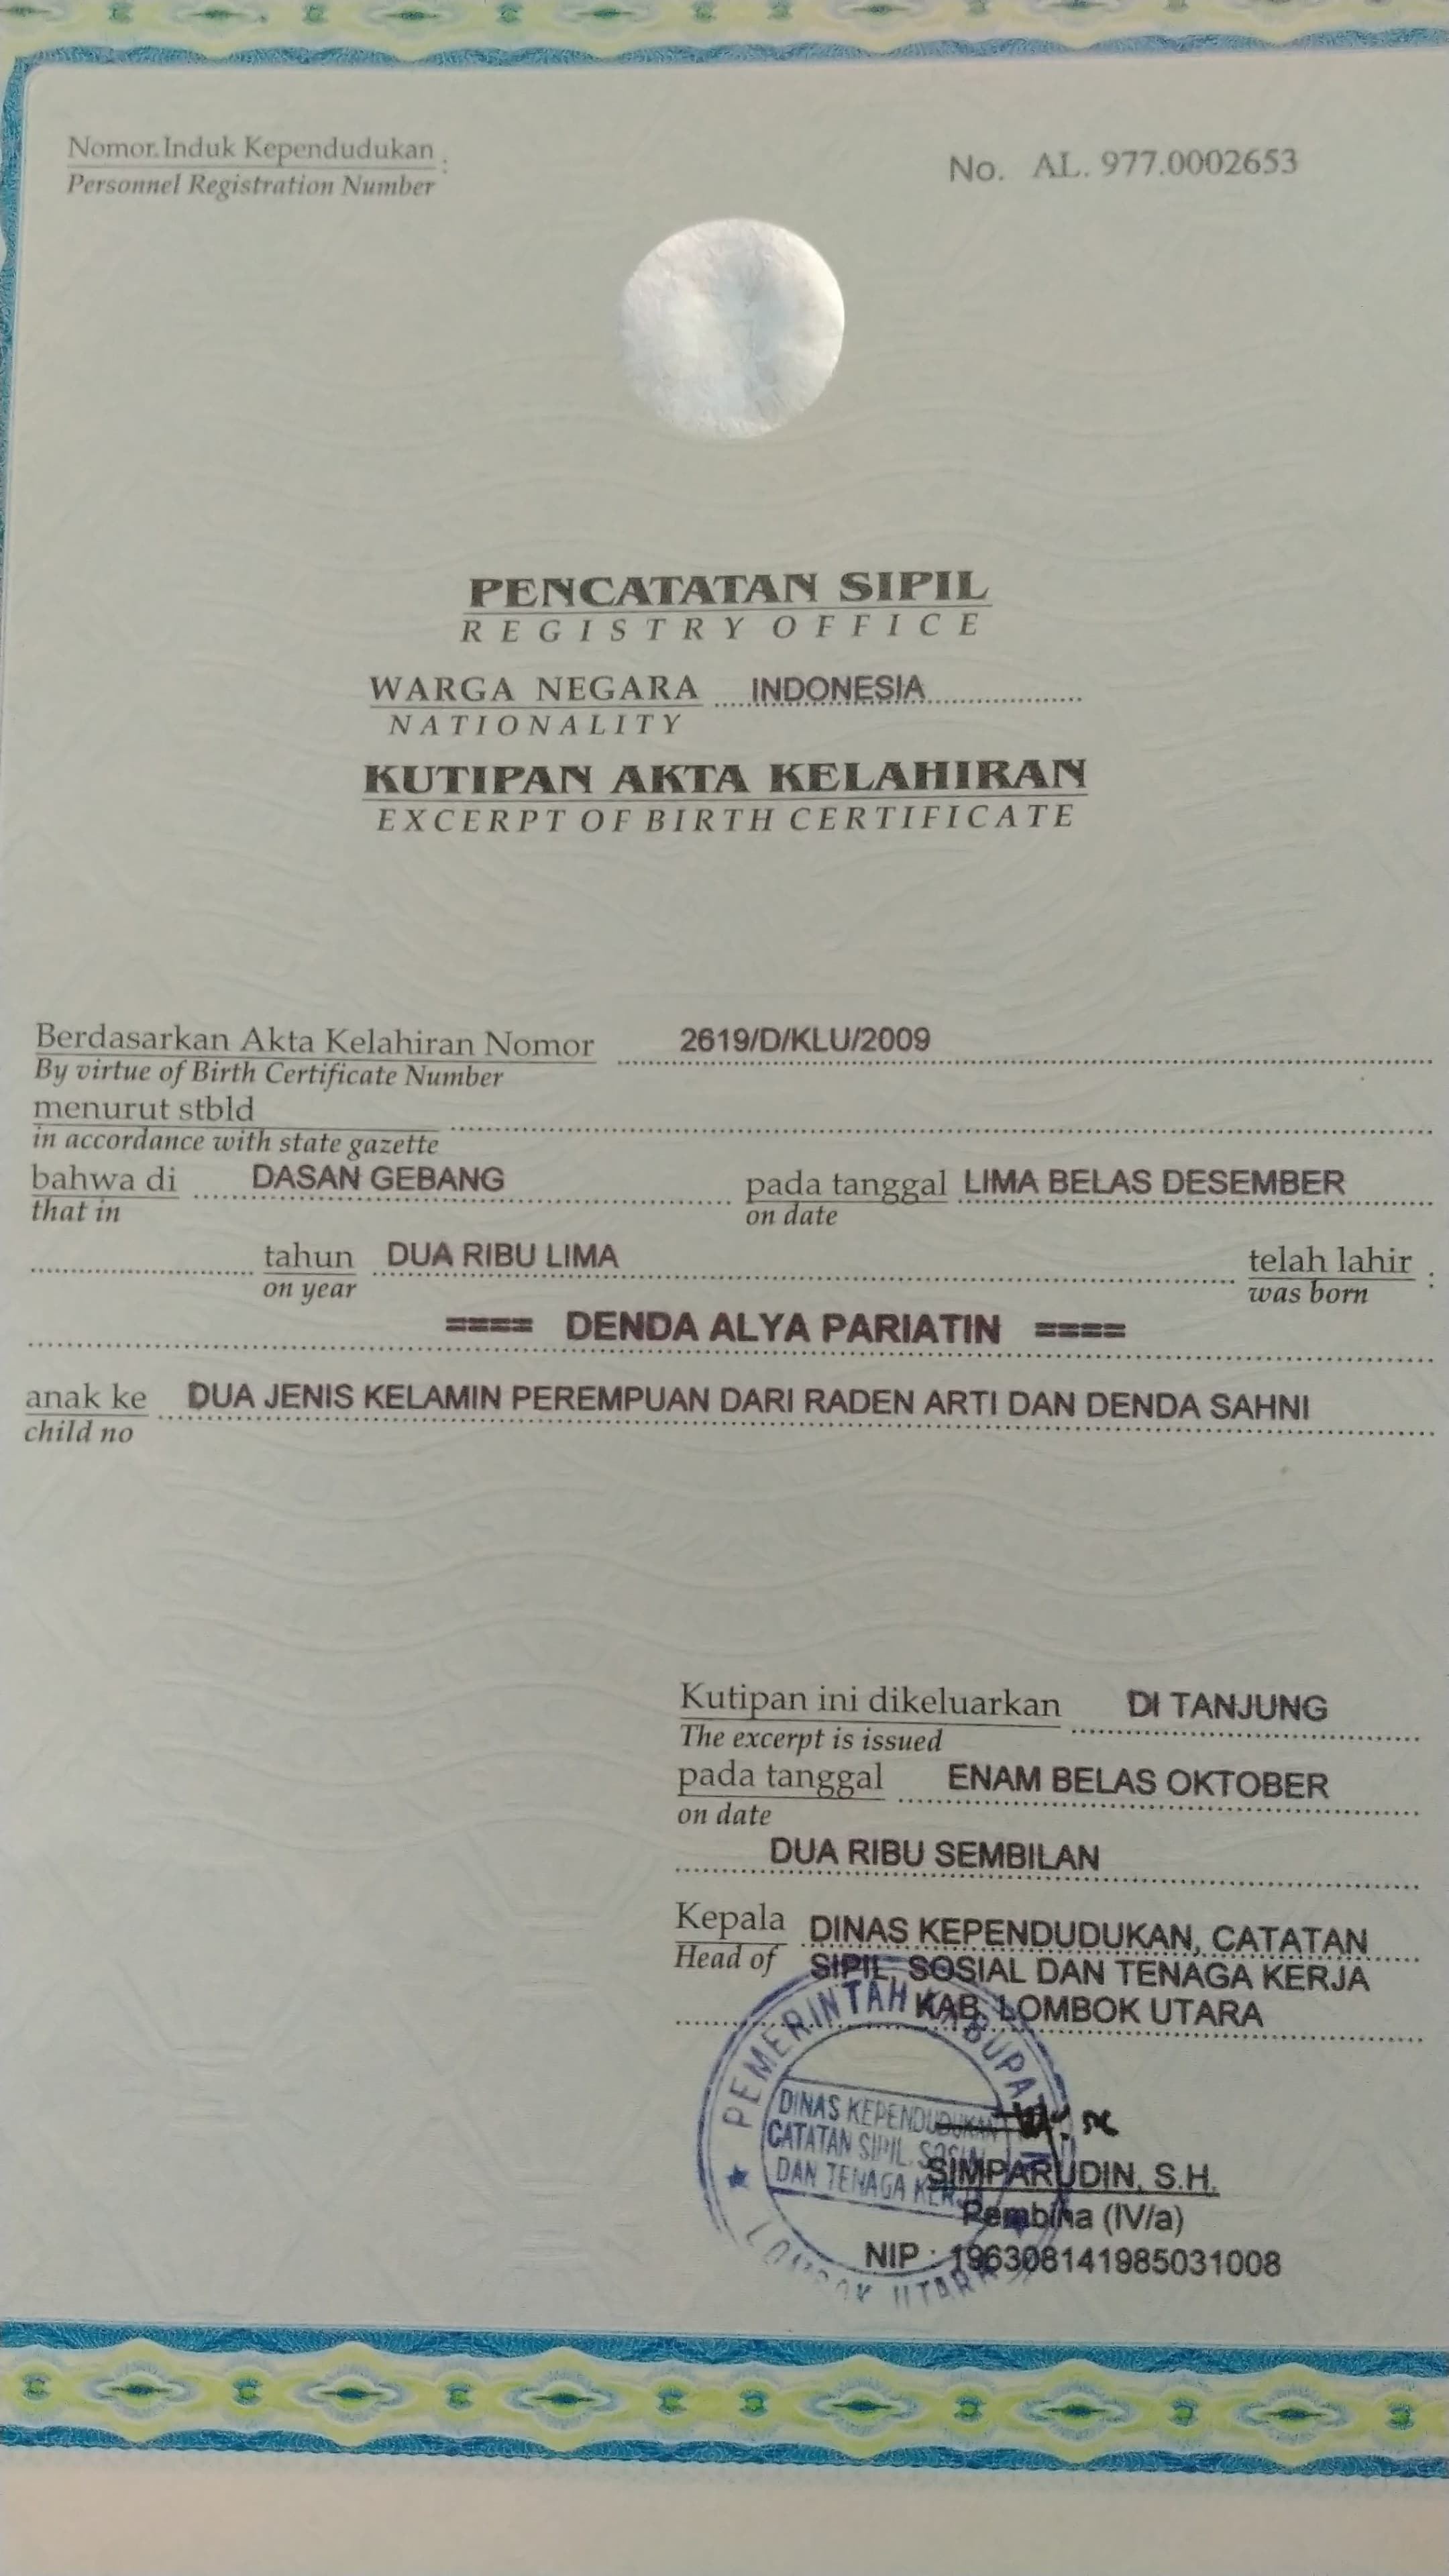 Nomor Induk Kependudukan :
Personnel Registration Number
No. AL. 977.0002653
PENCATATAN SIPIL
REGISTRY OFFICE
WARGA NEGARA INDONESIA
NATIONALITY
KUTIPAN AKTA KELAHIRAN
EXCERPT OF BIRTH CERTIFICATE
Berdasarkan Akta Kelahiran Nomor 2619/D/KLU/2009
By virtue of Birth Certificate Number
menurut stbld
in accordance with state gazette
bahwa di DASAN GEBANG pada tanggal LIMA BELAS DESEMBER
that in on date
tahun DUA RIBU LIMA telah lahir :
on year was born
==== DENDA ALYA PARIATIN ====
anak ke DUA JENIS KELAMIN PEREMPUAN DARI RADEN ARTI DAN DENDA SAHNI
child no
Kutipan ini dikeluarkan DI TANJUNG
The excerpt is issued
pada tanggal ENAM BELAS OKTOBER
on date
DUA RIBU SEMBILAN
Kepala DINAS KEPENDUDUKAN, CATATAN
Head of SIPIL, SOSIAL DAN TENAGA KERJA
KAB. LOMBOK UTARA
PEMERINTAH KABUPATEN
DINAS KEPENDUDUKAN
CATATAN SIPIL, SOSIAL
DAN TENAGA KERJA
LOMBOK UTARA
SIMPARUDIN, S.H.
Pembina (IV/a)
NIP : 196308141985031008